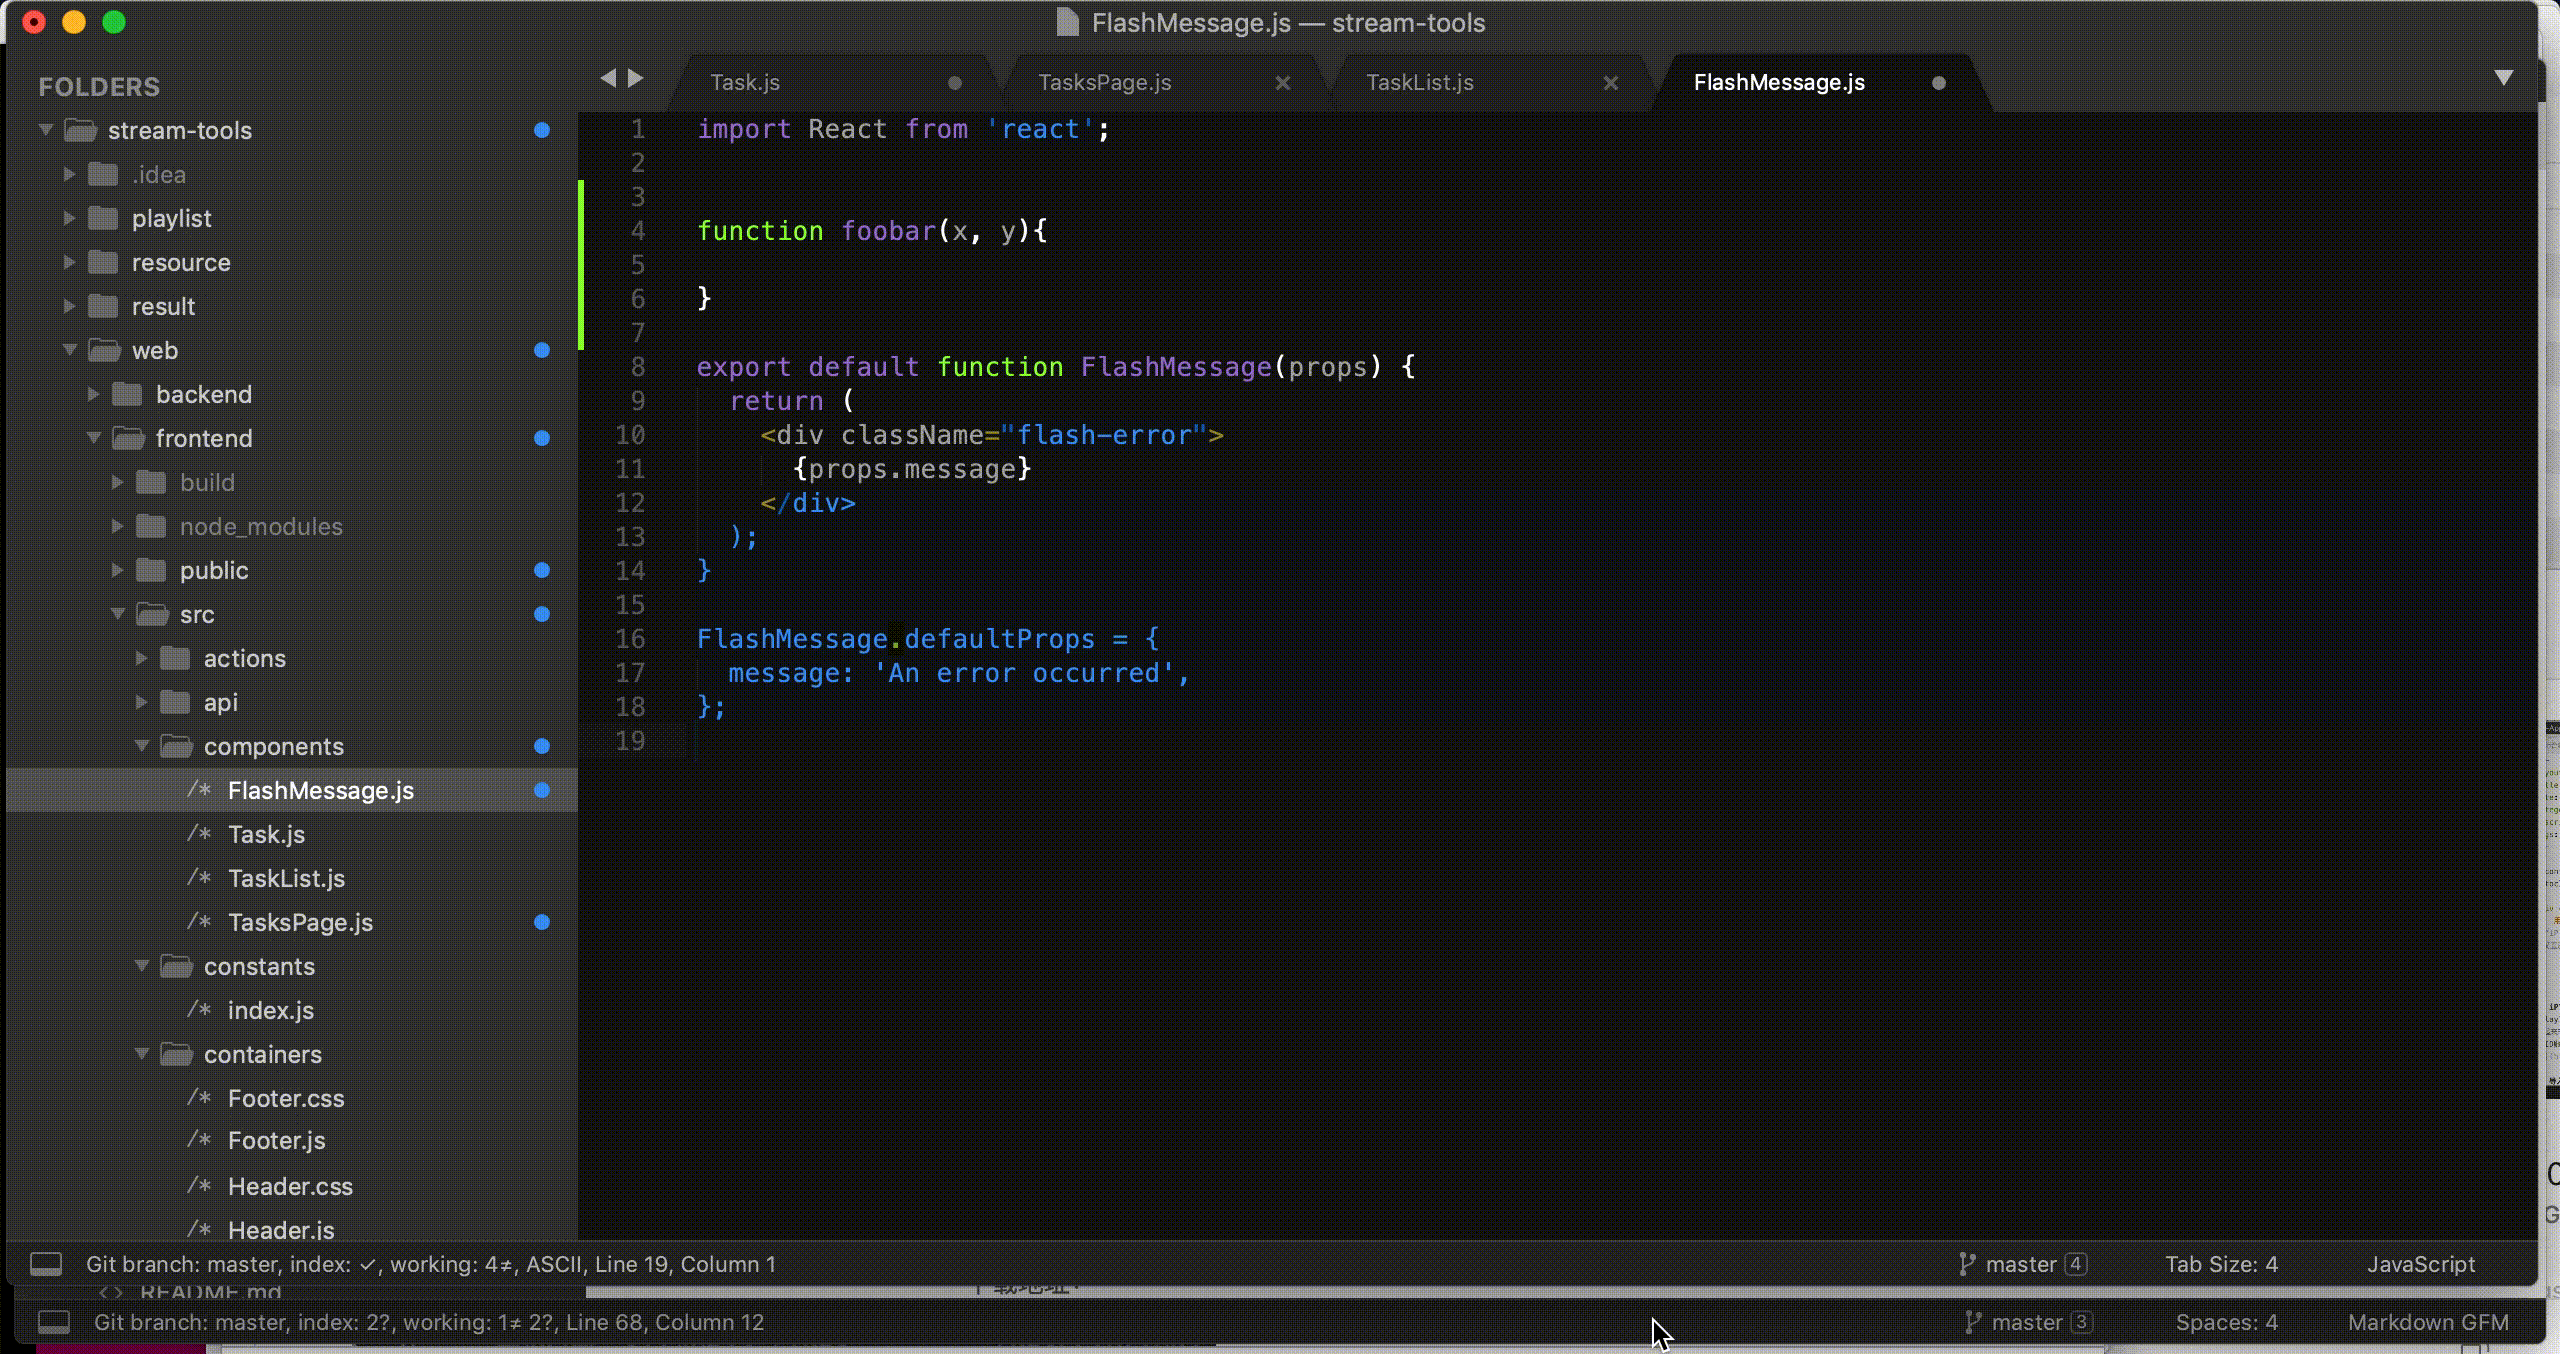 FlashMessage.js — stream-tools
FOLDERS
stream-tools
.idea
playlist
resource
result
web
backend
frontend
build
node_modules
public
src
actions
api
components
/* FlashMessage.js
/* Task.js
/* TaskList.js
/* TasksPage.js
constants
/* index.js
containers
/* Footer.css
/* Footer.js
/* Header.css
/* Header.js
Task.js
TasksPage.js
TaskList.js
FlashMessage.js
1 import React from 'react';
2
3
4 function foobar(x, y){
5
6 }
7
8 export default function FlashMessage(props) {
9 return (
10 <div className="flash-error">
11 {props.message}
12 </div>
13 );
14 }
15
16 FlashMessage.defaultProps = {
17 message: 'An error occurred',
18 };
19
Git branch: master, index: ✓, working: 4≠, ASCII, Line 19, Column 1
master 4
Tab Size: 4
JavaScript
<> README.md
Git branch: master, index: 2?, working: 1≠ 2?, Line 68, Column 12
master 3
Spaces: 4
Markdown GFM